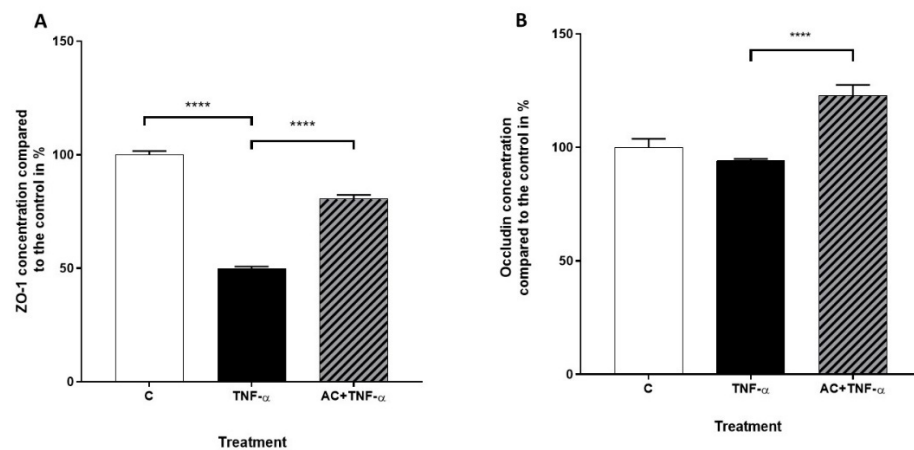 A
ZO-1 concentration compared
to the control in %
150
100
50
0
****
****
C
TNF-α
AC+TNF-α
Treatment
B
Occludin concentration
compared to the control in %
150
100
50
0
****
C
TNF-α
AC+TNF-α
Treatment